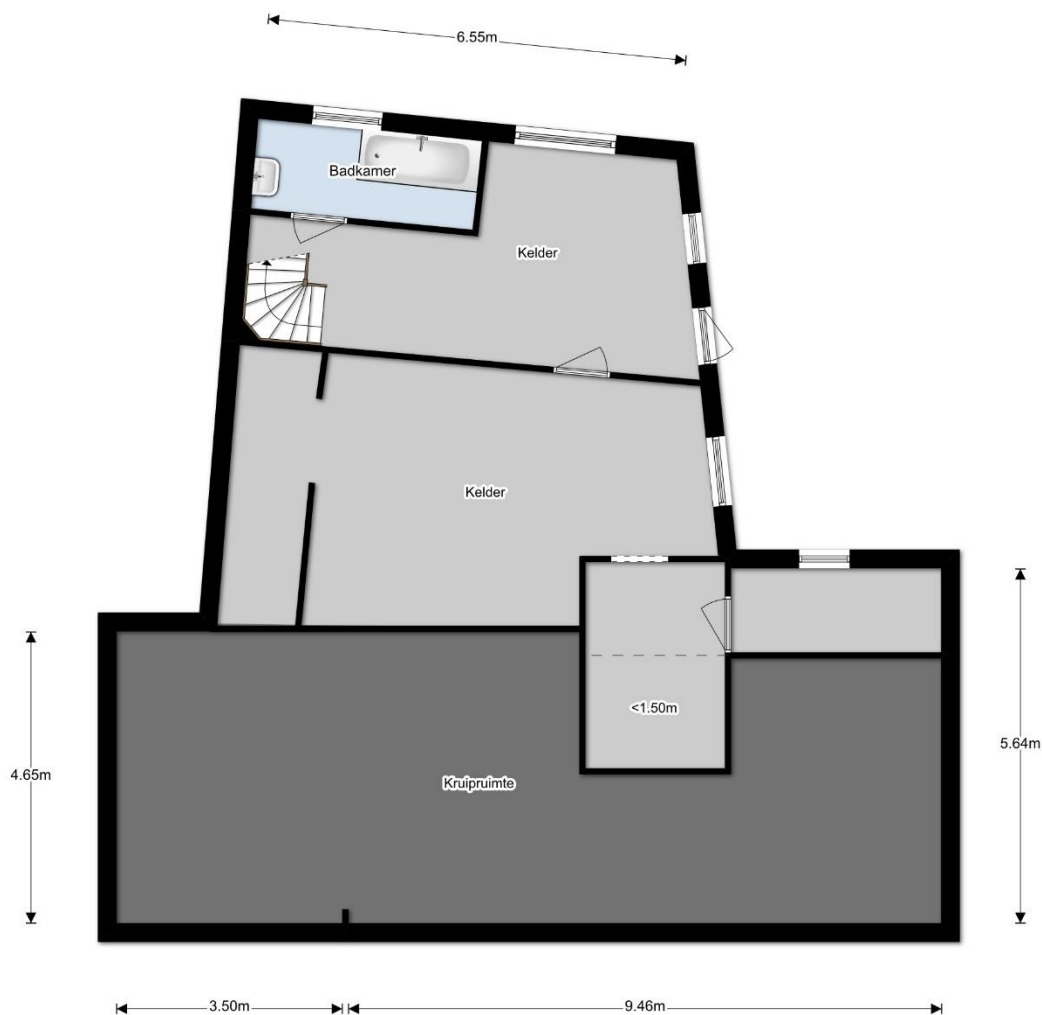 6.55m
Badkamer
Kelder
Kelder
<1.50m
5.64m
4.65m
Kruipruimte
3.50m
9.46m